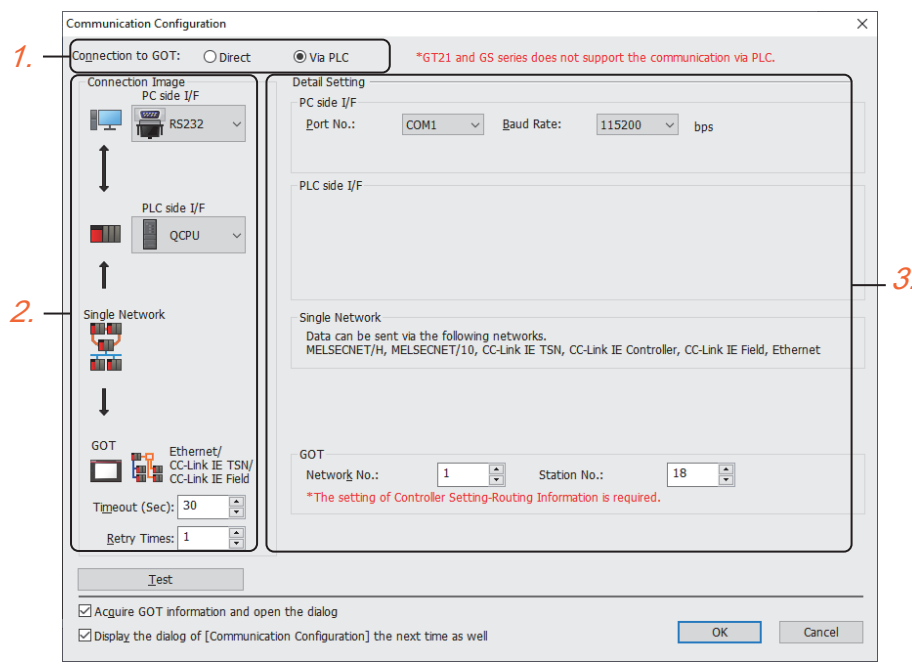 Communication Configuration
1.
Connection to GOT: Direct Via PLC *GT21 and GS series does not support the communication via PLC.
2.
Connection Image
PC side I/F
RS232
PLC side I/F
QCPU
Single Network
GOT
Ethernet/
CC-Link IE TSN/
CC-Link IE Field
Timeout (Sec): 30
Retry Times: 1
3.
Detail Setting
PC side I/F
Port No.: COM1 Baud Rate: 115200 bps
PLC side I/F
Single Network
Data can be sent via the following networks.
MELSECNET/H, MELSECNET/10, CC-Link IE TSN, CC-Link IE Controller, CC-Link IE Field, Ethernet
GOT
Network No.: 1 Station No.: 18
*The setting of Controller Setting-Routing Information is required.
Test
Acquire GOT information and open the dialog
Display the dialog of [Communication Configuration] the next time as well
OK Cancel